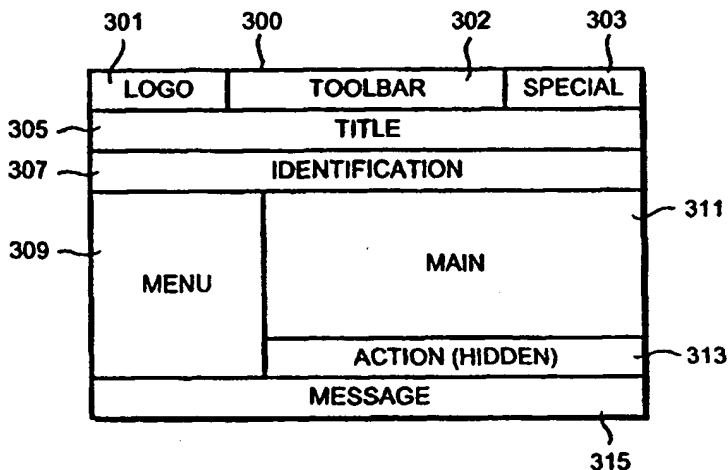 301 300 302 303
LOGO TOOLBAR SPECIAL
305 TITLE
307 IDENTIFICATION
311
309 MENU MAIN
ACTION (HIDDEN) 313
MESSAGE
315